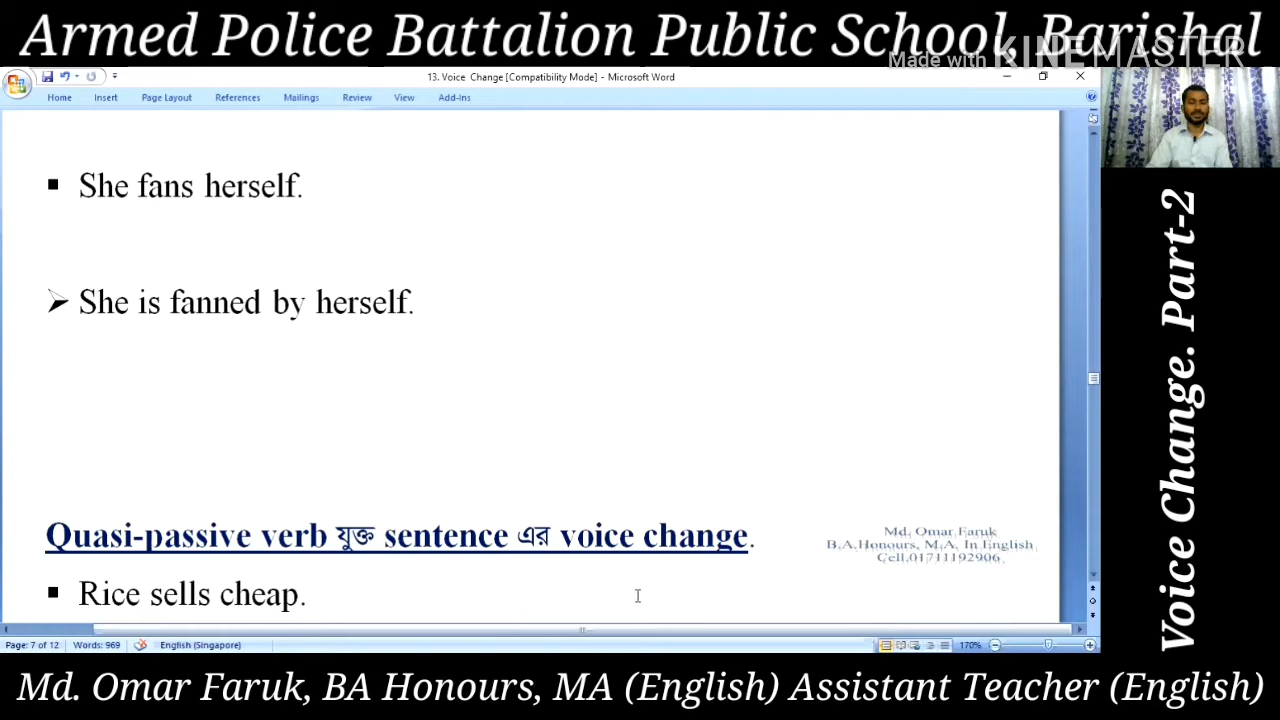 Armed Police Battalion Public School, Barisal
Made with KINEMASTER
13. Voice Change [Compatibility Mode] - Microsoft Word
Home Insert Page Layout References Mailings Review View Add-Ins
▪ She fans herself.
➢ She is fanned by herself.
Quasi-passive verb যুক্ত sentence এর voice change.
Md. Omar Faruk
B.A.Honours, M.A, In English
Cell,01711192906,
▪ Rice sells cheap.
Page: 7 of 12 Words: 969 English (Singapore) 170%
Voice Change. Part-2
Md. Omar Faruk, BA Honours, MA (English) Assistant Teacher (English)